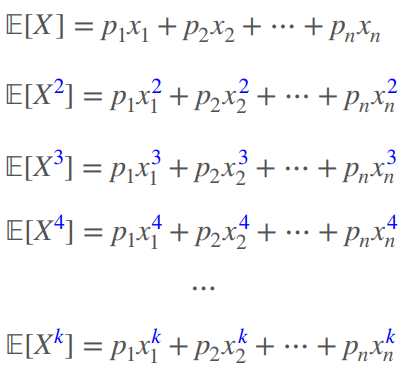 𝔼[X] = p₁x₁ + p₂x₂ + ⋯ + pₙxₙ
𝔼[X²] = p₁x₁² + p₂x₂² + ⋯ + pₙxₙ²
𝔼[X³] = p₁x₁³ + p₂x₂³ + ⋯ + pₙxₙ³
𝔼[X⁴] = p₁x₁⁴ + p₂x₂⁴ + ⋯ + pₙxₙ⁴
...
𝔼[Xᵏ] = p₁x₁ᵏ + p₂x₂ᵏ + ⋯ + pₙxₙᵏ